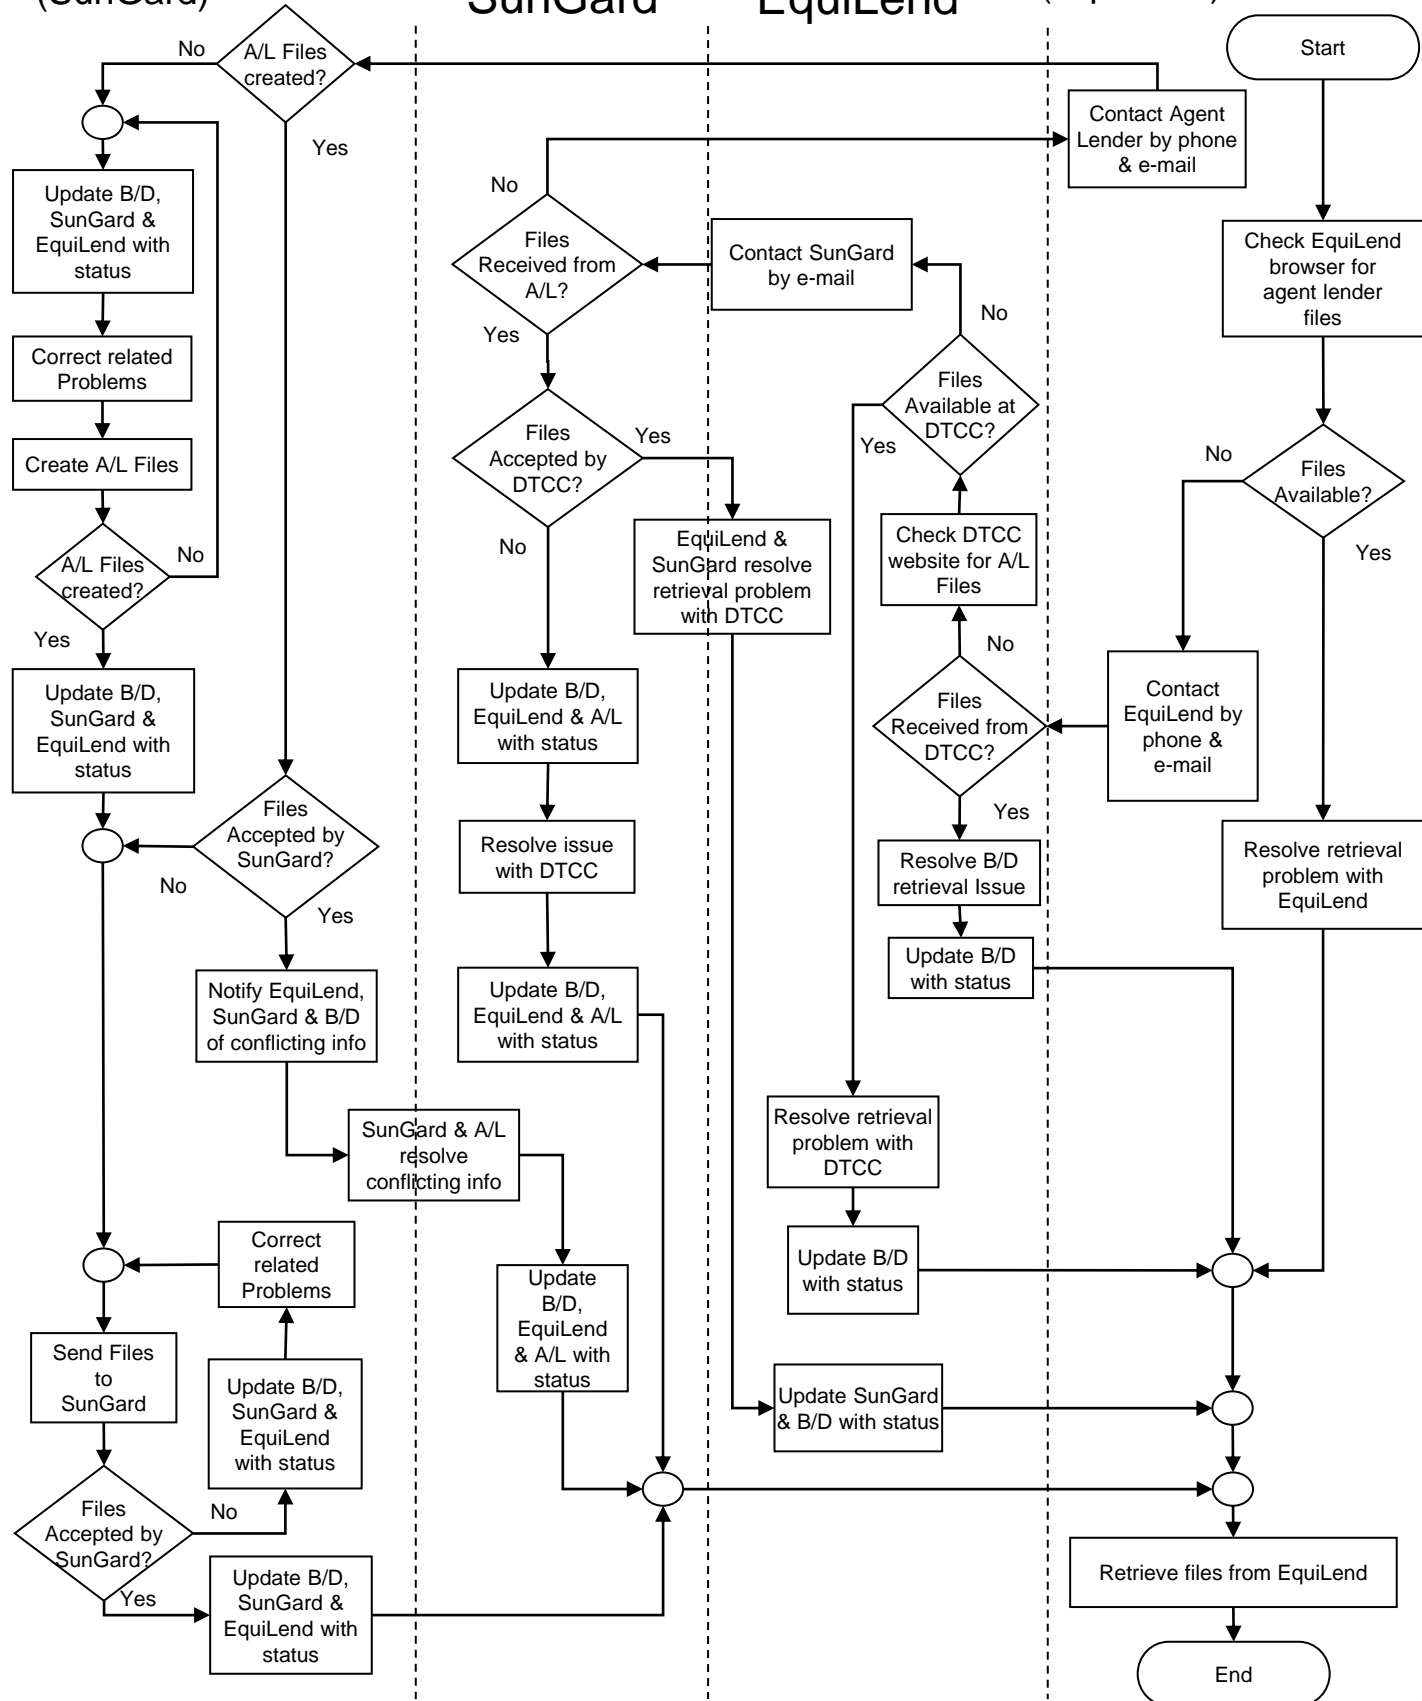 (SunGard)
SunGard
EquiLend
Start
A/L Files
created?
No
Yes
Contact Agent
Lender by phone
& e-mail
Update B/D,
SunGard &
EquiLend with
status
No
Files
Received from
A/L?
Yes
Contact SunGard
by e-mail
No
Check EquiLend
browser for
agent lender
files
Correct related
Problems
Files
Available at
DTCC?
Yes
Create A/L Files
Files
Accepted by
DTCC?
Yes
No
No
Files
Available?
Yes
A/L Files
created?
No
Yes
EquiLend &
SunGard resolve
retrieval problem
with DTCC
Check DTCC
website for A/L
Files
No
Update B/D,
SunGard &
EquiLend with
status
Update B/D,
EquiLend & A/L
with status
Files
Received from
DTCC?
Yes
Contact
EquiLend by
phone &
e-mail
Files
Accepted by
SunGard?
No
Yes
Resolve issue
with DTCC
Resolve B/D
retrieval Issue
Resolve retrieval
problem with
EquiLend
Update B/D
with status
Notify EquiLend,
SunGard & B/D
of conflicting info
Update B/D,
EquiLend & A/L
with status
SunGard & A/L
resolve
conflicting info
Resolve retrieval
problem with
DTCC
Correct
related
Problems
Update
B/D,
EquiLend
& A/L with
status
Update B/D
with status
Send Files
to
SunGard
Update B/D,
SunGard &
EquiLend
with status
Update SunGard
& B/D with status
Files
Accepted by
SunGard?
No
Yes
Update B/D,
SunGard &
EquiLend with
status
Retrieve files from EquiLend
End